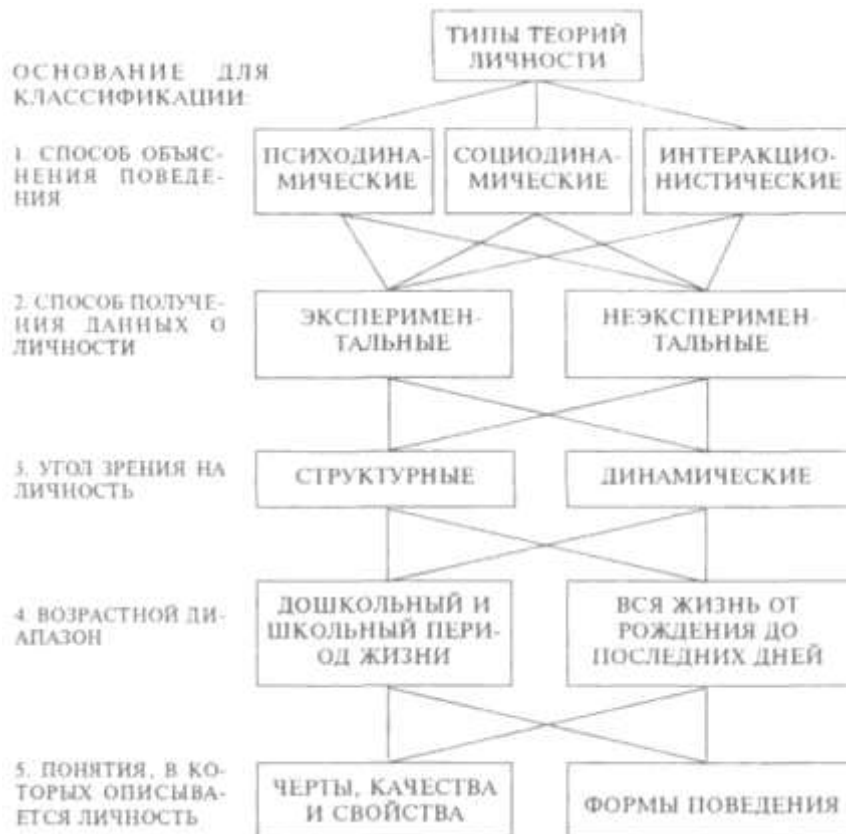 ТИПЫ ТЕОРИЙ
ЛИЧНОСТИ
ОСНОВАНИЕ ДЛЯ
КЛАССИФИКАЦИИ:
1. СПОСОБ ОБЪЯС-
НЕНИЯ ПОВЕДЕ-
НИЯ
ПСИХОДИНА-
МИЧЕСКИЕ
СОЦИОДИНА-
МИЧЕСКИЕ
ИНТЕРАКЦИО-
НИСТИЧЕСКИЕ
2. СПОСОБ ПОЛУЧЕ-
НИЯ ДАННЫХ О
ЛИЧНОСТИ
ЭКСПЕРИМЕН-
ТАЛЬНЫЕ
НЕЭКСПЕРИМЕН-
ТАЛЬНЫЕ
3. УГОЛ ЗРЕНИЯ НА
ЛИЧНОСТЬ
СТРУКТУРНЫЕ
ДИНАМИЧЕСКИЕ
4. ВОЗРАСТНОЙ ДИ-
АПАЗОН
ДОШКОЛЬНЫЙ И
ШКОЛЬНЫЙ ПЕРИ-
ОД ЖИЗНИ
ВСЯ ЖИЗНЬ ОТ
РОЖДЕНИЯ ДО
ПОСЛЕДНИХ ДНЕЙ
5. ПОНЯТИЯ, В КО-
ТОРЫХ ОПИСЫВА-
ЕТСЯ ЛИЧНОСТЬ
ЧЕРТЫ, КАЧЕСТВА
И СВОЙСТВА
ФОРМЫ ПОВЕДЕНИЯ